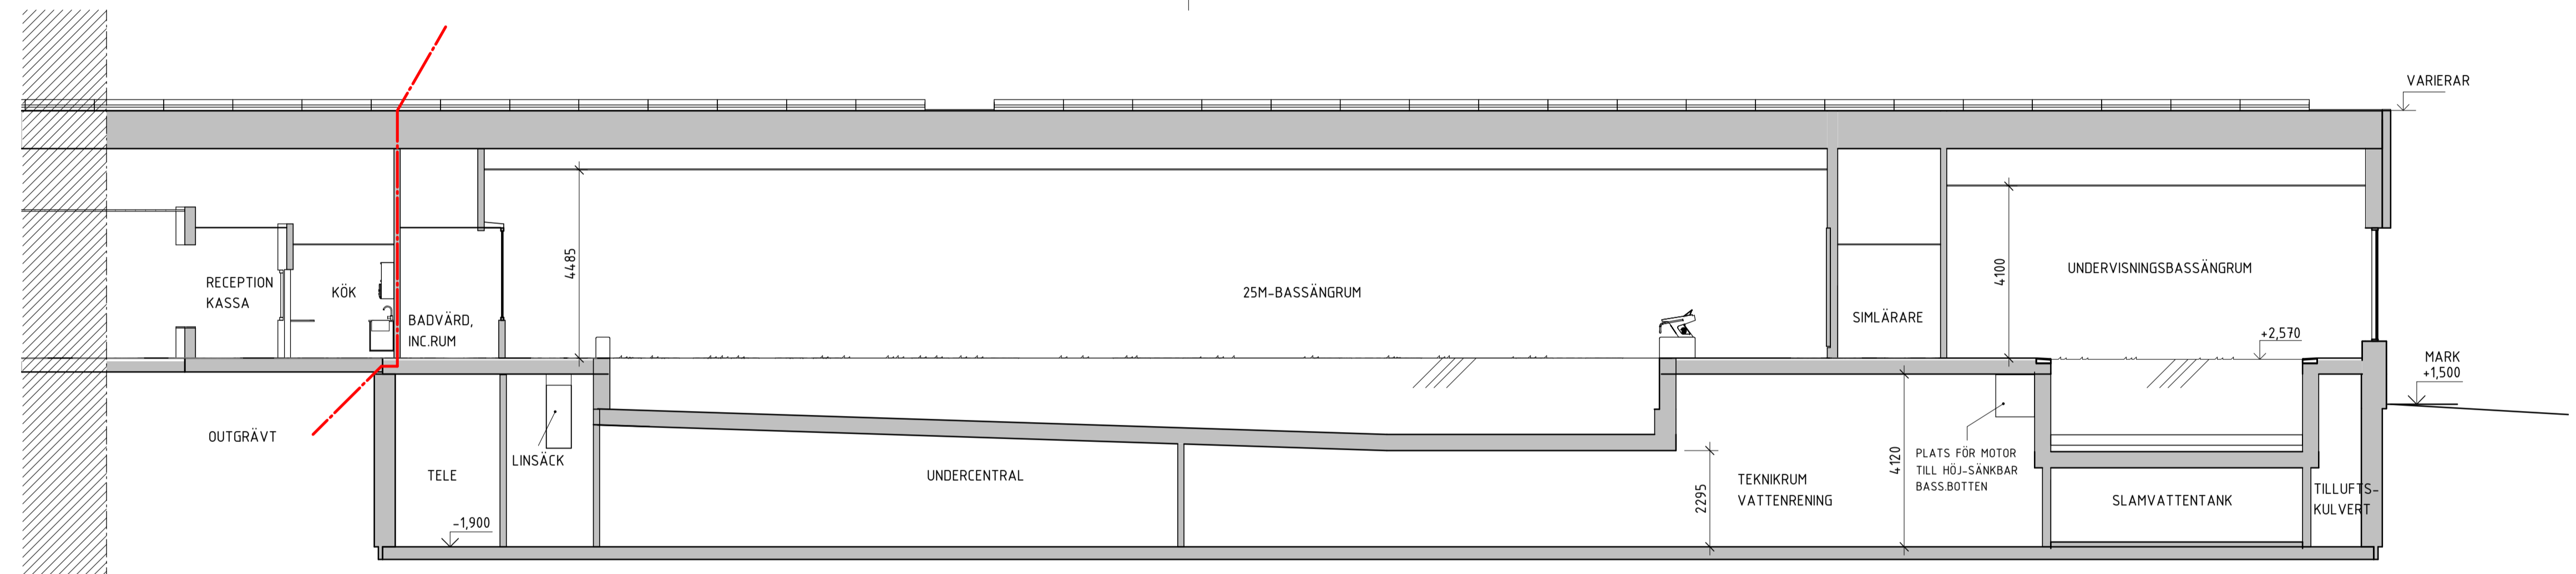 VARIERAR
4485
4100
RECEPTION
KASSA
KÖK
BADVÄRD,
INC.RUM
25M-BASSÄNGRUM
SIMLÄRARE
UNDERVISNINGSBASSÄNGRUM
+2,570
MARK
+1,500
OUTGRÄVT
TELE
LINSÄCK
-1,900
UNDERCENTRAL
2295
TEKNIKRUM
VATTENRENING
4120
PLATS FÖR MOTOR
TILL HÖJ-SÄNKBAR
BASS.BOTTEN
SLAMVATTENTANK
TILLUFTS-
KULVERT